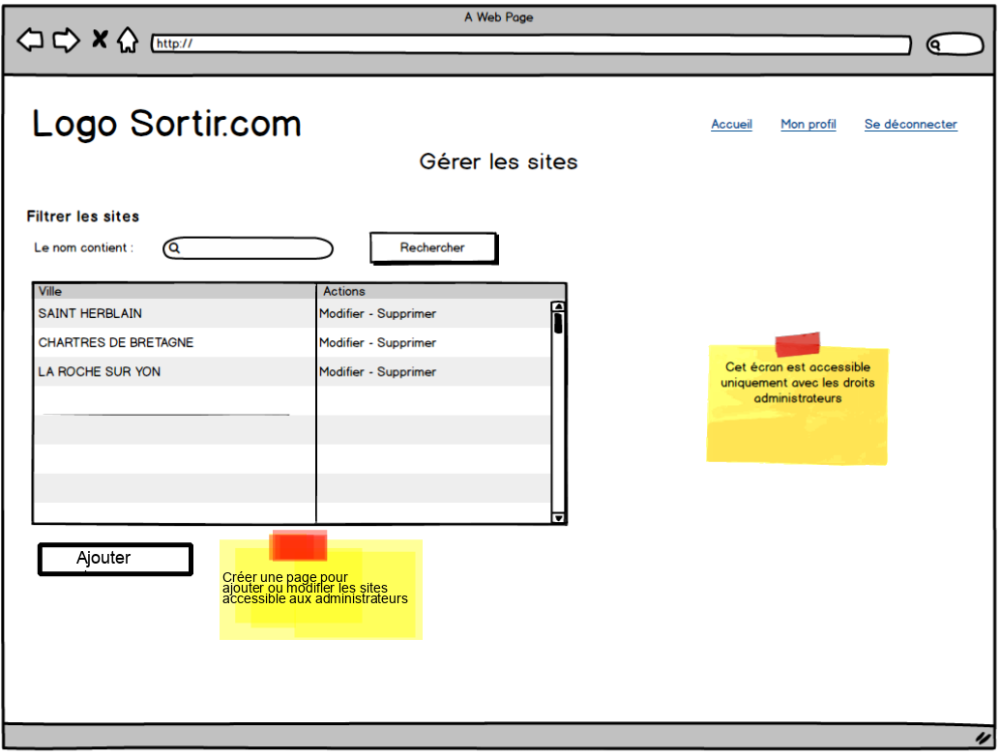 A Web Page
http://
Logo Sortir.com
Accueil
Mon profil
Se déconnecter
Gérer les sites
Filtrer les sites
Le nom contient :
Rechercher
Ville
Actions
SAINT HERBLAIN
Modifier - Supprimer
CHARTRES DE BRETAGNE
Modifier - Supprimer
LA ROCHE SUR YON
Modifier - Supprimer
Cet écran est accessible
uniquement avec les droits
administrateurs
Ajouter
Créer une page pour
ajouter ou modifier les sites
accessible aux administrateurs